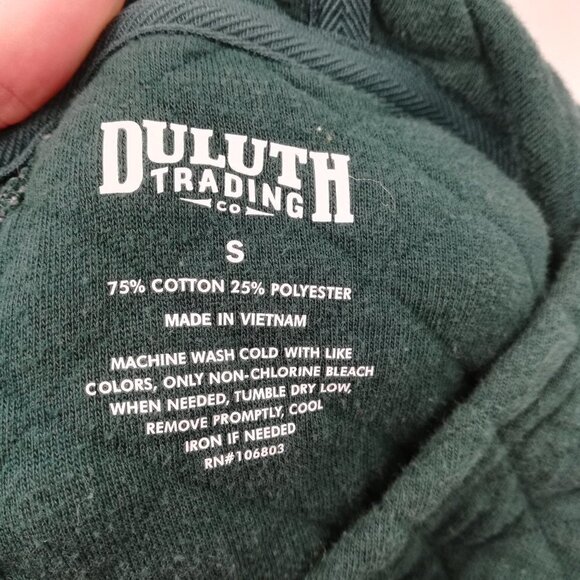 DULUTH
TRADING
CO
S
75% COTTON 25% POLYESTER
MADE IN VIETNAM
MACHINE WASH COLD WITH LIKE
COLORS, ONLY NON-CHLORINE BLEACH
WHEN NEEDED, TUMBLE DRY LOW,
REMOVE PROMPTLY, COOL
IRON IF NEEDED
RN#106803